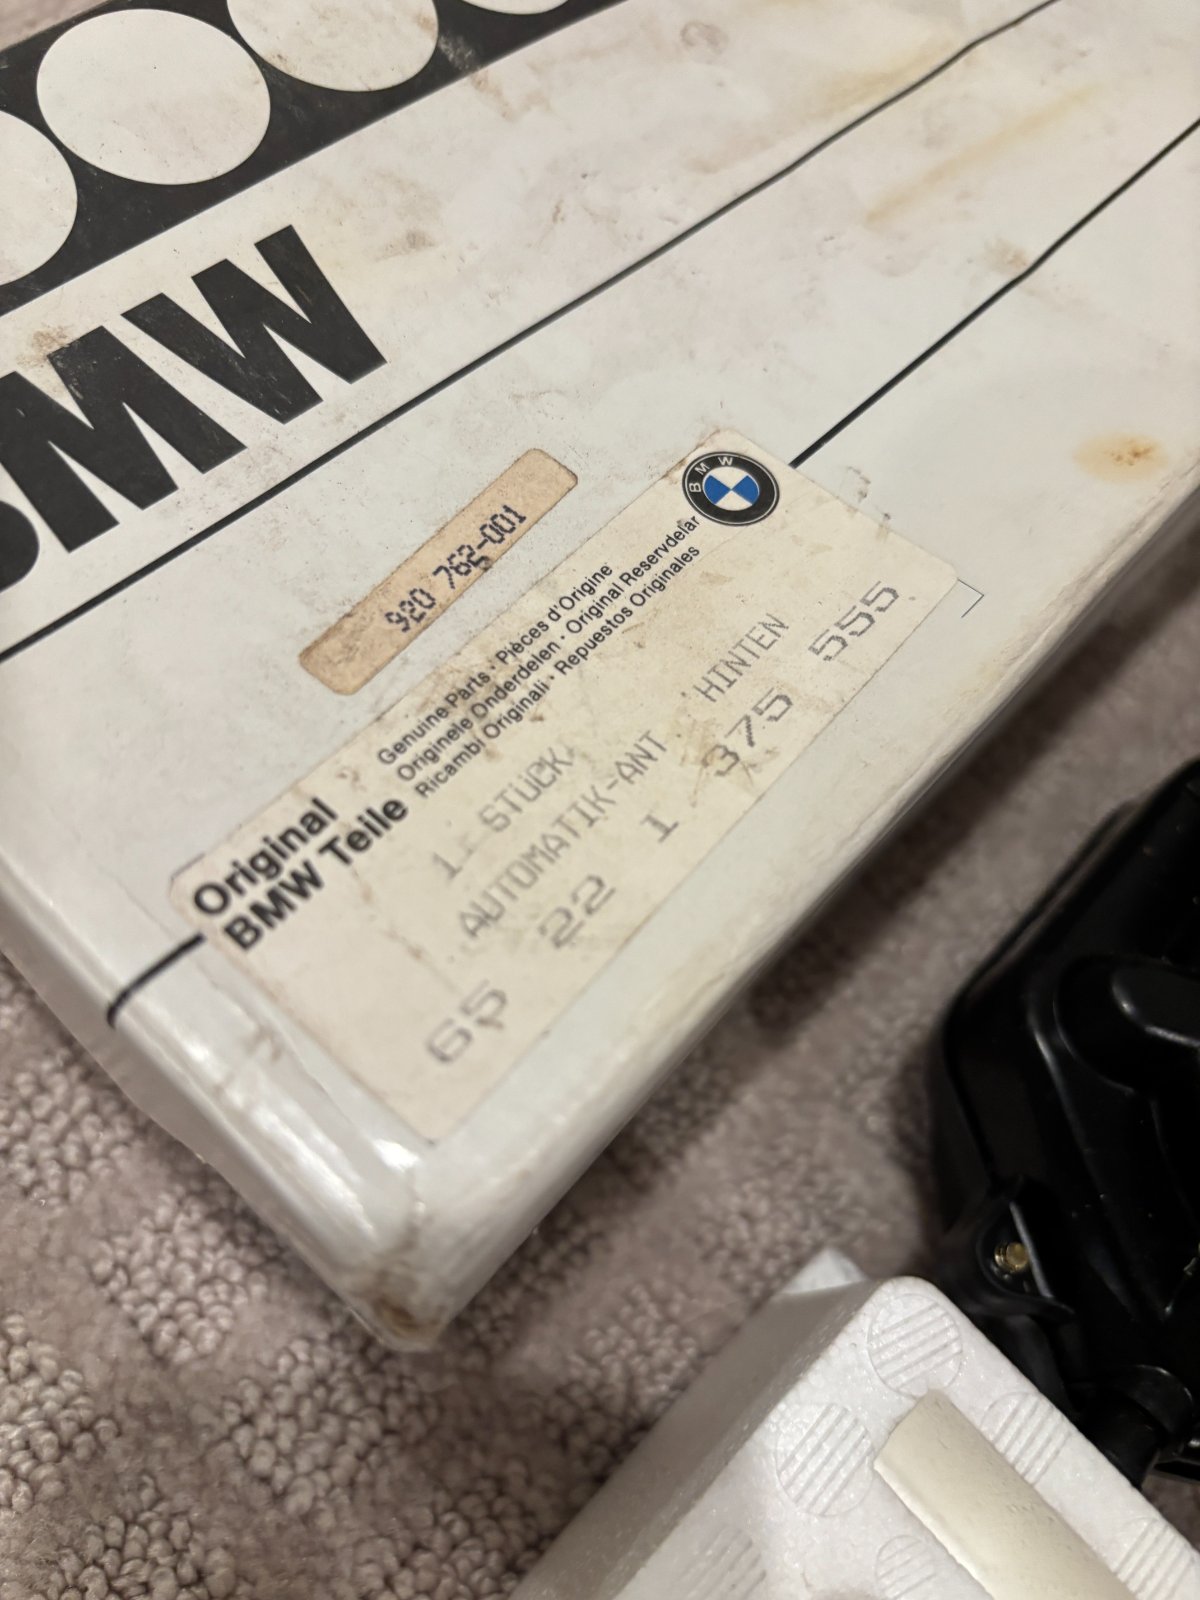 BMW
920 762-001
BMW
Original
BMW Teile
Genuine Parts · Pièces d'Origine
Originele Onderdelen · Original Reservdelar
Ricambi Originali · Repuestos Originales
1 STÜCK
AUTOMATIK-ANT HINTEN
65 22 1 375 555